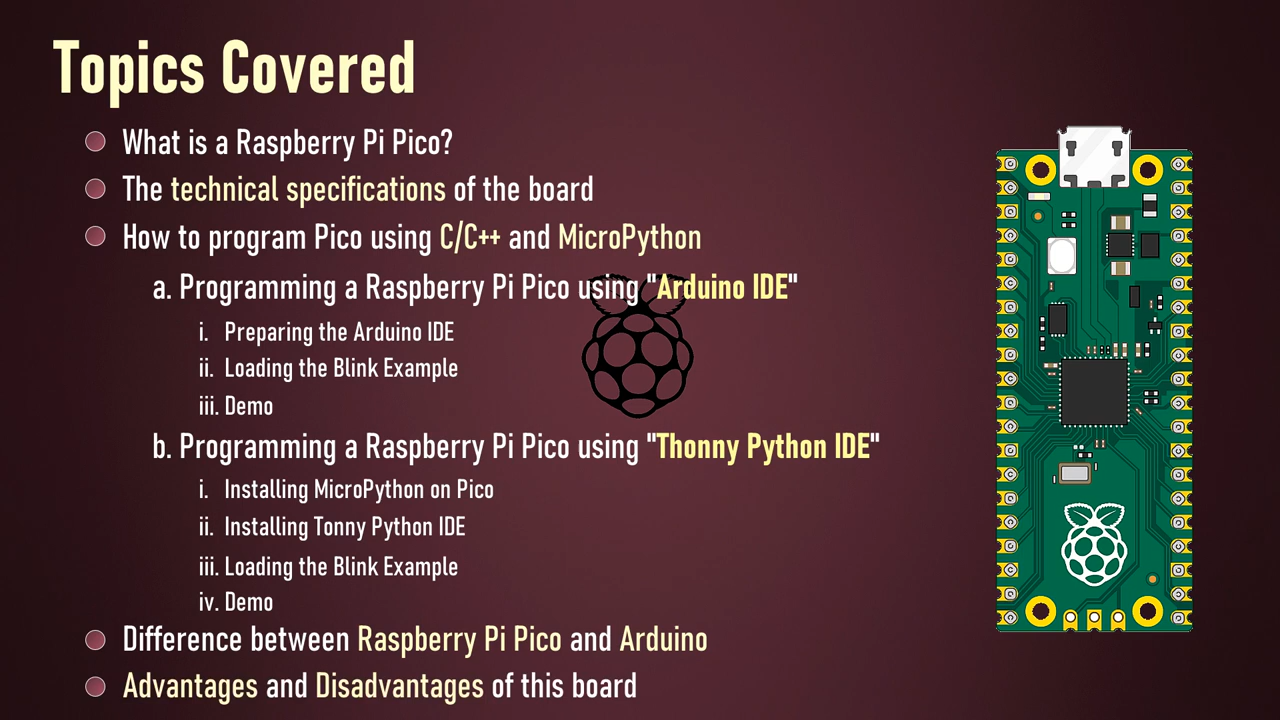 Topics Covered
What is a Raspberry Pi Pico?
The technical specifications of the board
How to program Pico using C/C++ and MicroPython
a. Programming a Raspberry Pi Pico using "Arduino IDE"
i. Preparing the Arduino IDE
ii. Loading the Blink Example
iii. Demo
b. Programming a Raspberry Pi Pico using "Thonny Python IDE"
i. Installing MicroPython on Pico
ii. Installing Tonny Python IDE
iii. Loading the Blink Example
iv. Demo
Difference between Raspberry Pi Pico and Arduino
Advantages and Disadvantages of this board